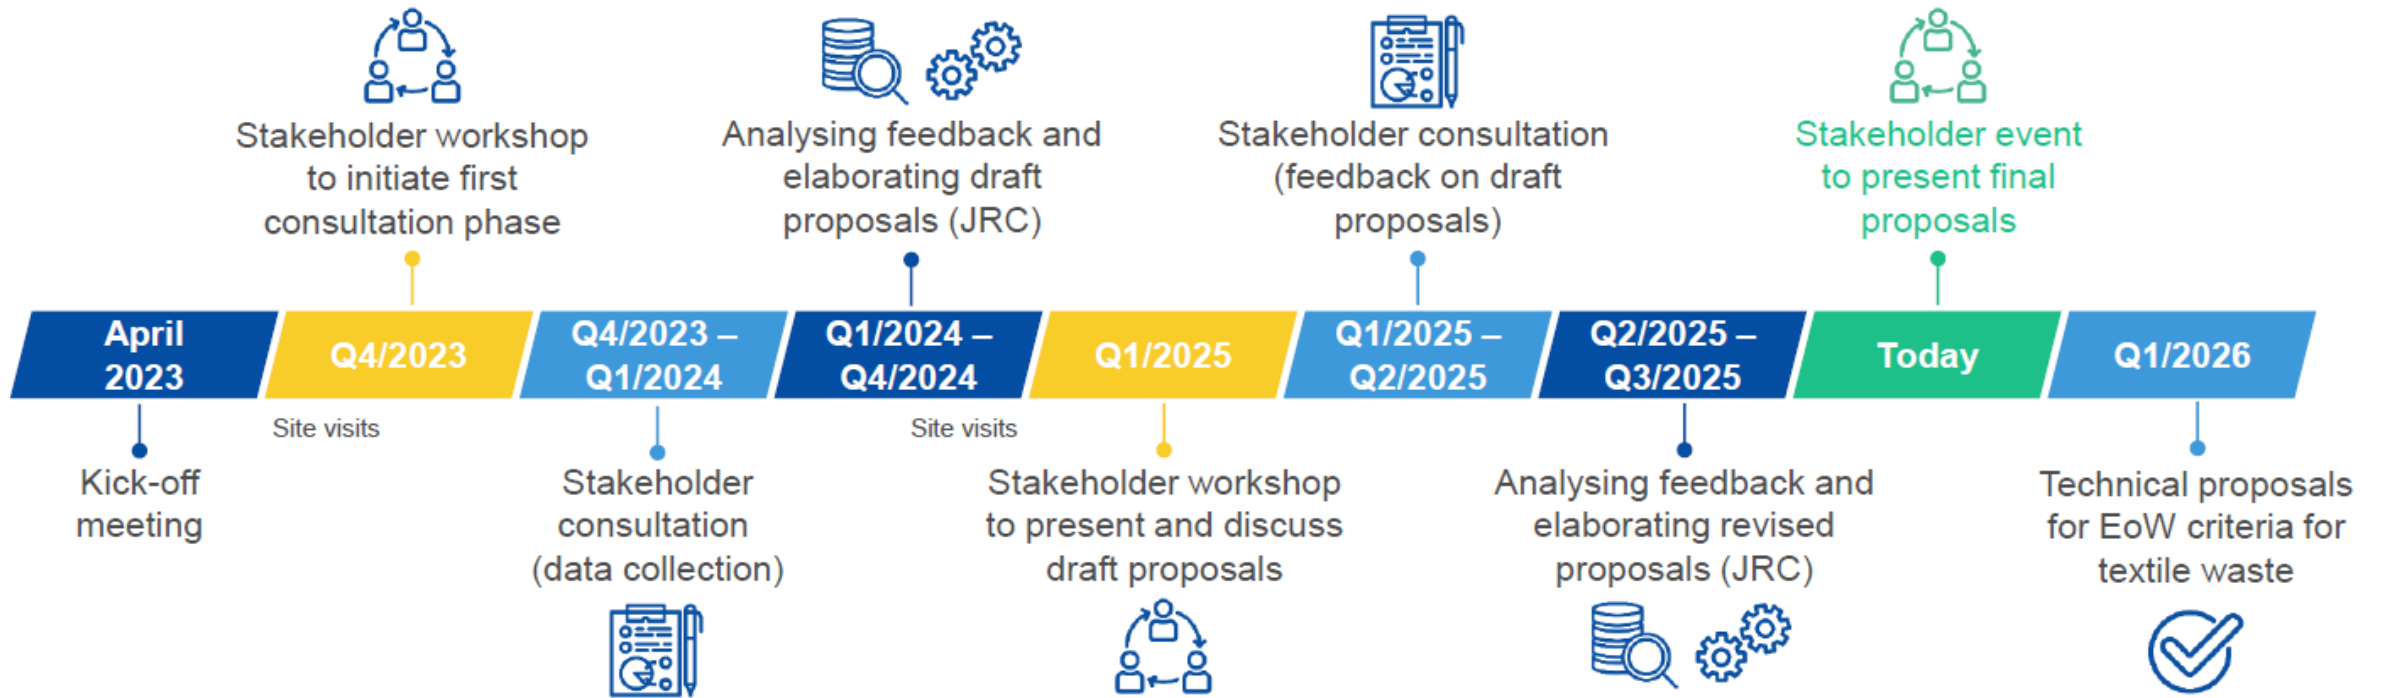 Stakeholder workshop
to initiate first
consultation phase
Analysing feedback and
elaborating draft
proposals (JRC)
Stakeholder consultation
(feedback on draft
proposals)
Stakeholder event
to present final
proposals
April
2023
Q4/2023
Q4/2023 –
Q1/2024
Q1/2024 –
Q4/2024
Q1/2025
Q1/2025 –
Q2/2025
Q2/2025 –
Q3/2025
Today
Q1/2026
Site visits
Site visits
Kick-off
meeting
Stakeholder
consultation
(data collection)
Stakeholder workshop
to present and discuss
draft proposals
Analysing feedback and
elaborating revised
proposals (JRC)
Technical proposals
for EoW criteria for
textile waste